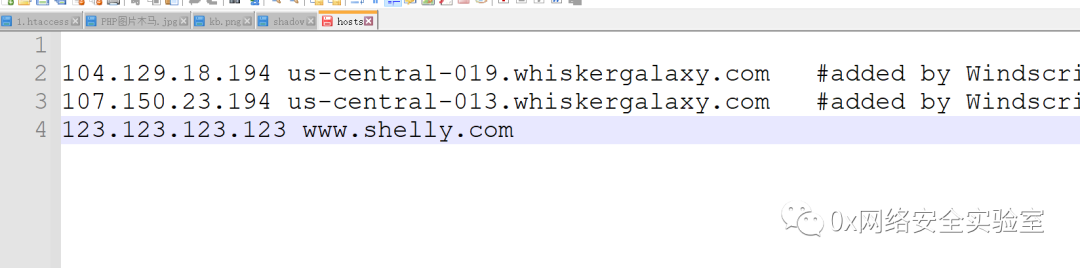 1.htaccess PHP图片木马.jpg kb.png shadow hosts
1
2 104.129.18.194 us-central-019.whiskergalaxy.com #added by Windscri
3 107.150.23.194 us-central-013.whiskergalaxy.com #added by Windscri
4 123.123.123.123 www.shelly.com
0x网络安全实验室